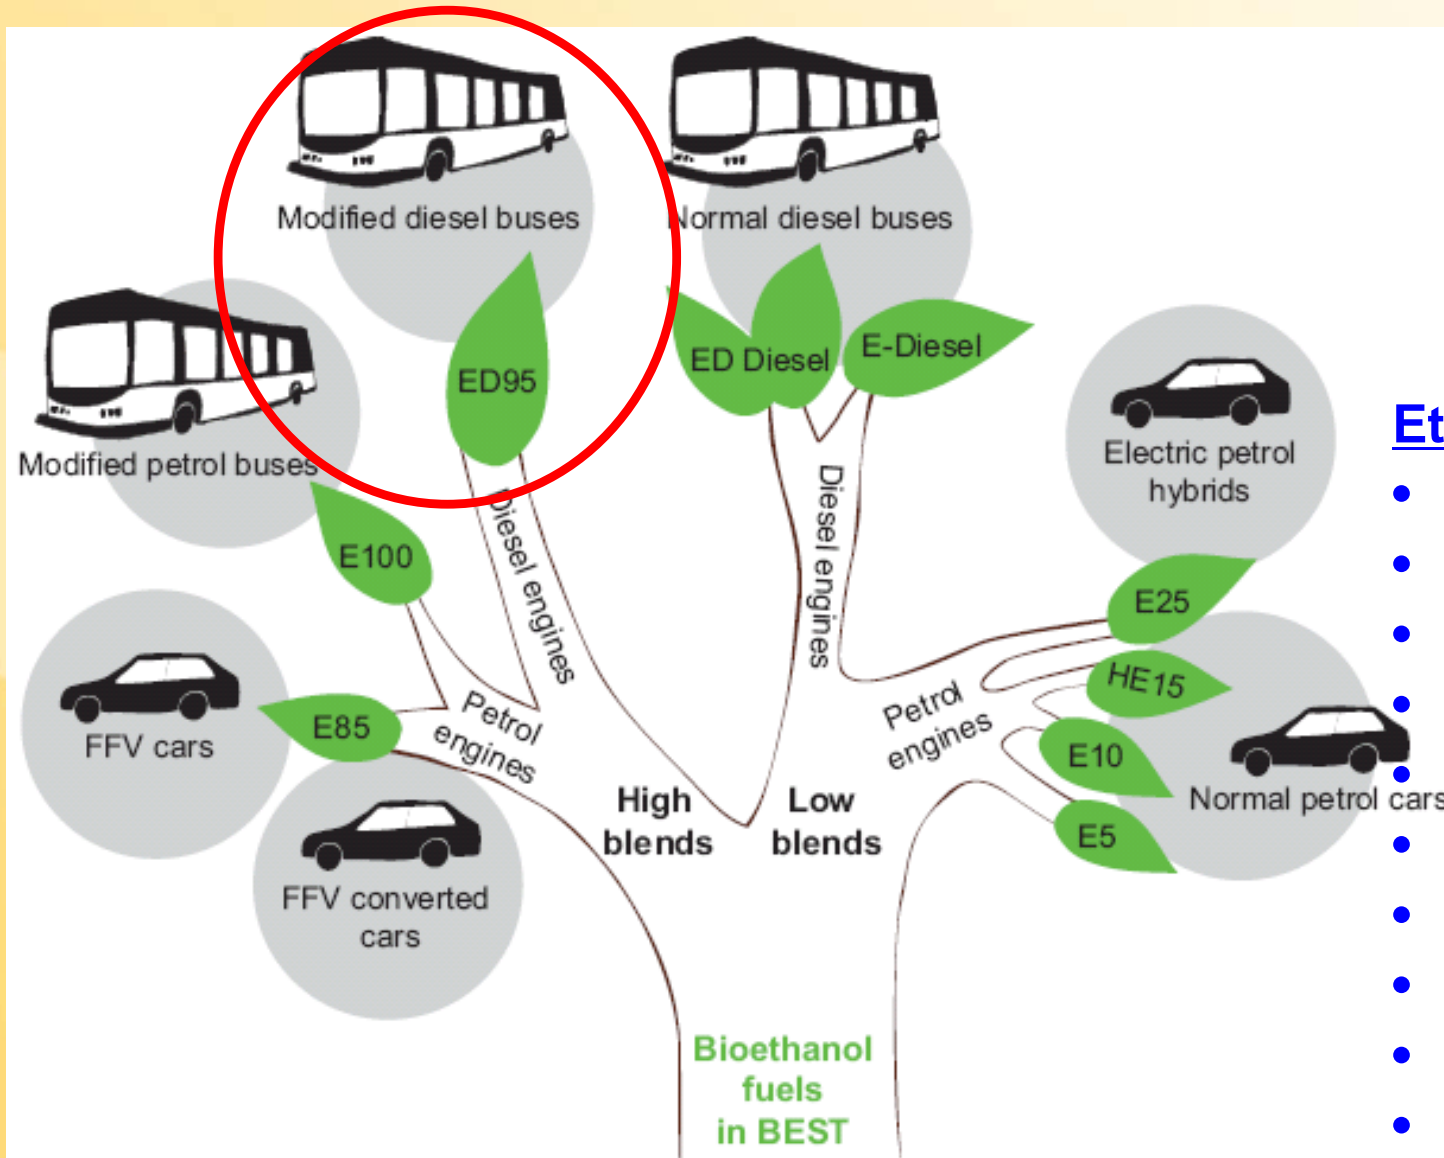 Modified diesel buses
Normal diesel buses
ED95
ED Diesel
E-Diesel
Modified petrol buses
Electric petrol
hybrids
Diesel engines
Diesel engines
E100
E25
HE15
FFV cars
E85
Petrol
engines
Petrol
engines
E10
Normal petrol cars
E5
High
blends
Low
blends
FFV converted
cars
Bioethanol
fuels
in BEST
Et